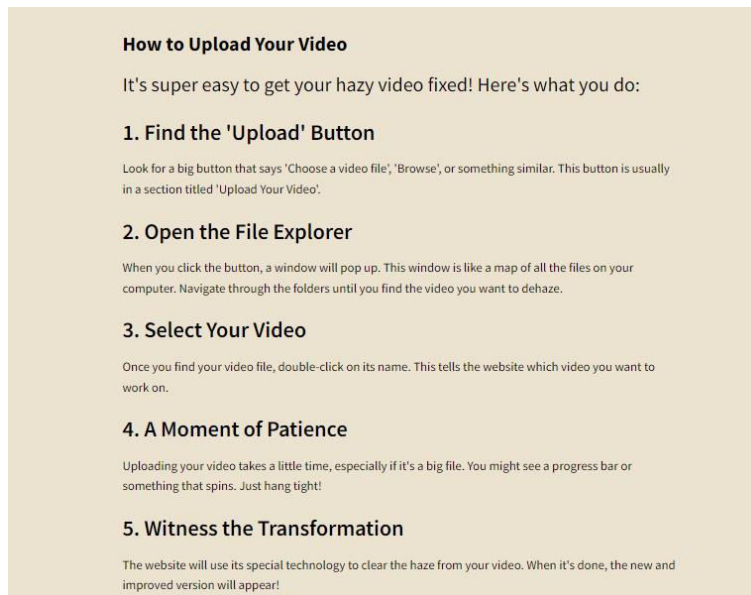 How to Upload Your Video
It's super easy to get your hazy video fixed! Here's what you do:
1. Find the 'Upload' Button
Look for a big button that says 'Choose a video file', 'Browse', or something similar. This button is usually
in a section titled 'Upload Your Video'.
2. Open the File Explorer
When you click the button, a window will pop up. This window is like a map of all the files on your
computer. Navigate through the folders until you find the video you want to dehaze.
3. Select Your Video
Once you find your video file, double-click on its name. This tells the website which video you want to
work on.
4. A Moment of Patience
Uploading your video takes a little time, especially if it's a big file. You might see a progress bar or
something that spins. Just hang tight!
5. Witness the Transformation
The website will use its special technology to clear the haze from your video. When it's done, the new and
improved version will appear!